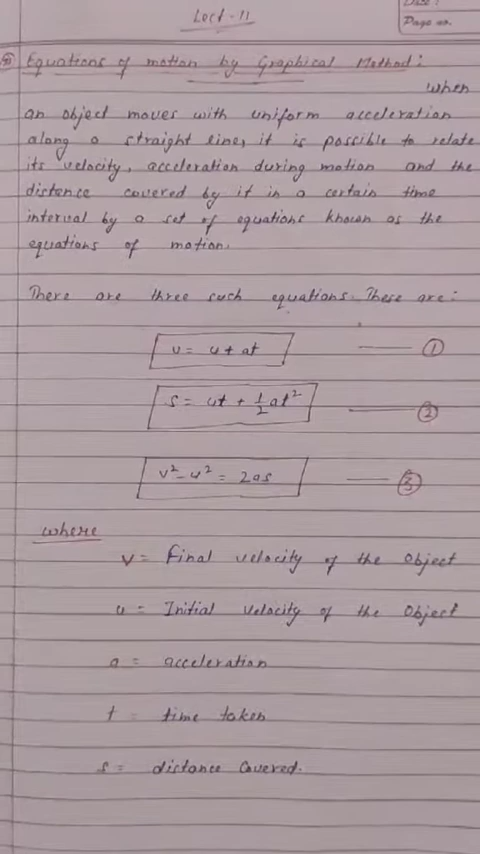 Lect-11
Page no.
Equations of motion by Graphical Method:
when
an object moves with uniform acceleration
along a straight line, it is possible to relate
its velocity, acceleration during motion and the
distance covered by it in a certain time
interval by a set of equations known as the
equations of motion.
There are three such equations. These are:
v = u + at ①
s = ut + 1/2 at² ②
v² - u² = 2as ③
where
v = Final velocity of the Object
u = Initial velocity of the Object
a = acceleration
t = time taken
s = distance Covered.